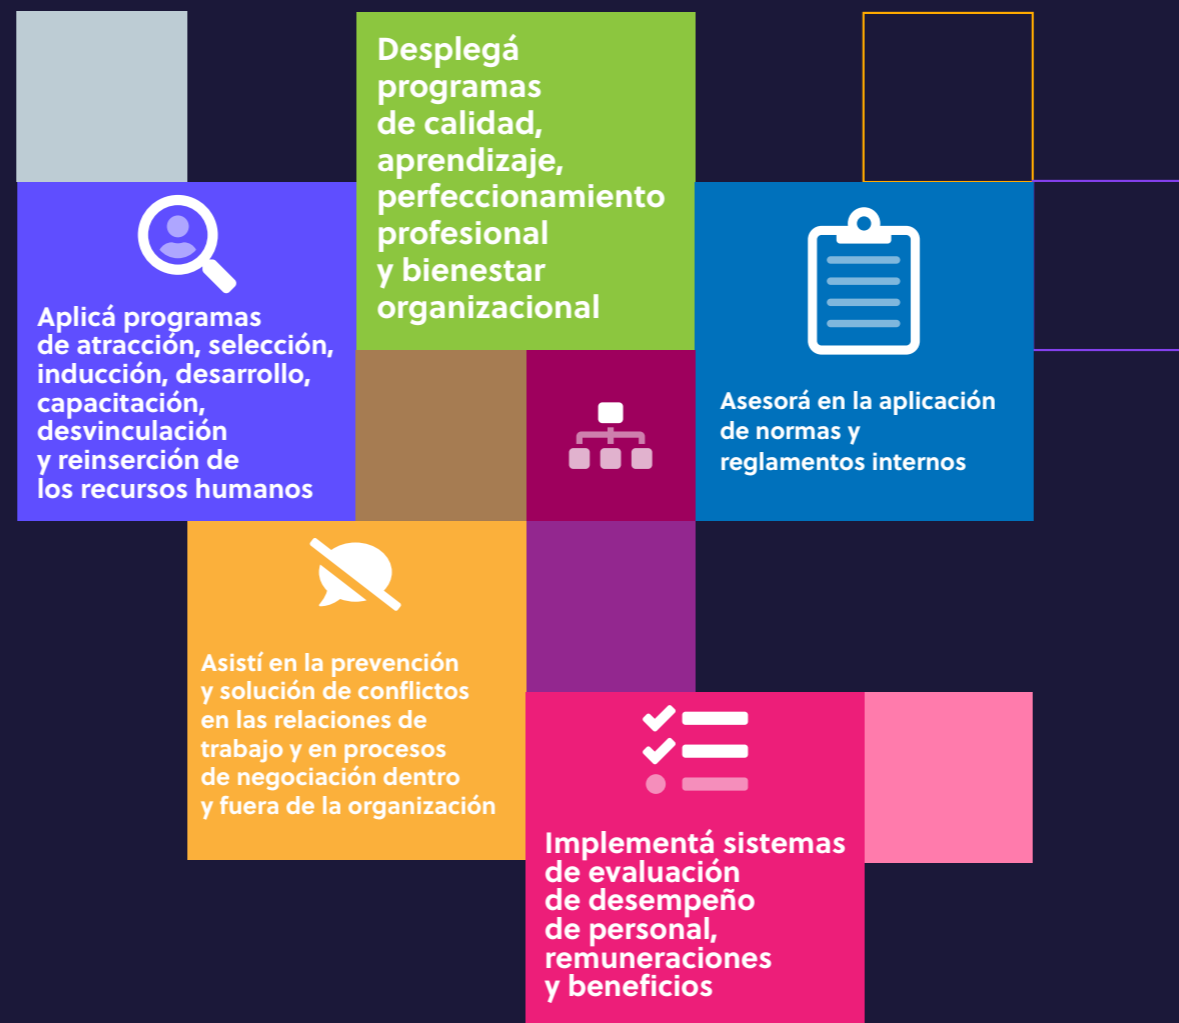 Desplegá
programas
de calidad,
aprendizaje,
perfeccionamiento
profesional
y bienestar
organizacional
Aplicá programas
de atracción, selección,
inducción, desarrollo,
capacitación,
desvinculación
y reinserción de
los recursos humanos
Asesorá en la aplicación
de normas y
reglamentos internos
Asistí en la prevención
y solución de conflictos
en las relaciones de
trabajo y en procesos
de negociación dentro
y fuera de la organización
Implementá sistemas
de evaluación
de desempeño
de personal,
remuneraciones
y beneficios